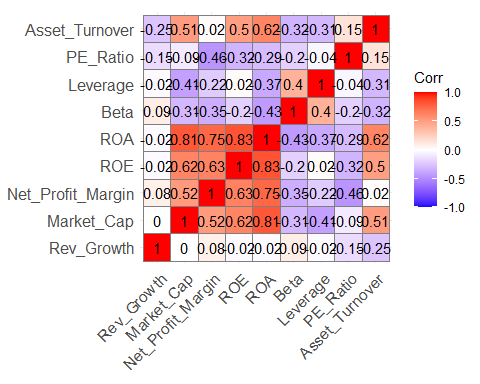 Asset_Turnover -0.25 0.51 0.02 0.5 0.62 -0.32 -0.31 0.15 1
PE_Ratio -0.15 -0.09 -0.46 -0.32 -0.29 -0.2 -0.04 1 0.15
Leverage -0.02 -0.41 -0.22 0.02 -0.37 0.4 1 -0.04 -0.31
Beta 0.09 -0.31 -0.35 -0.2 -0.43 1 0.4 -0.2 -0.32
ROA -0.02 0.81 0.75 0.83 1 -0.43 -0.37 -0.29 0.62
ROE -0.02 0.62 0.63 1 0.83 -0.2 0.02 -0.32 0.5
Net_Profit_Margin 0.08 0.52 1 0.63 0.75 -0.35 -0.22 -0.46 0.02
Market_Cap 0 1 0.52 0.62 0.81 -0.31 -0.41 -0.09 0.51
Rev_Growth 1 0 0.08 -0.02 -0.02 0.09 -0.02 -0.15 -0.25
Rev_Growth
Market_Cap
Net_Profit_Margin
ROE
ROA
Beta
Leverage
PE_Ratio
Asset_Turnover
Corr
1.0
0.5
0.0
-0.5
-1.0